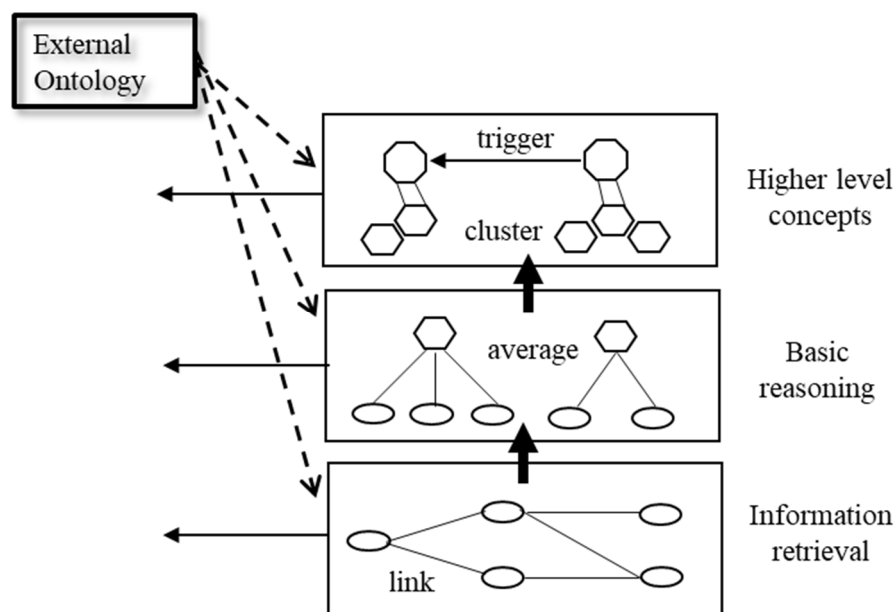 External
Ontology
trigger
Higher level
concepts
cluster
average
Basic
reasoning
Information
retrieval
link